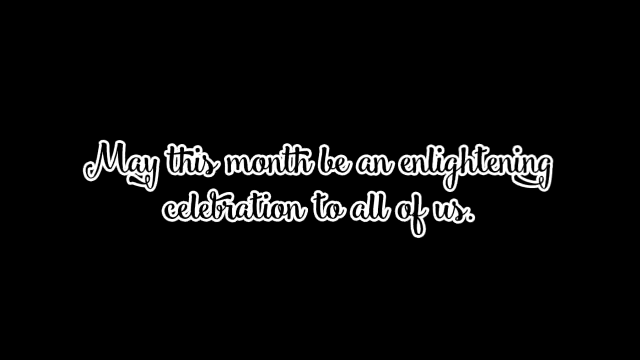 May this month be an enlightening
celebration to all of us.